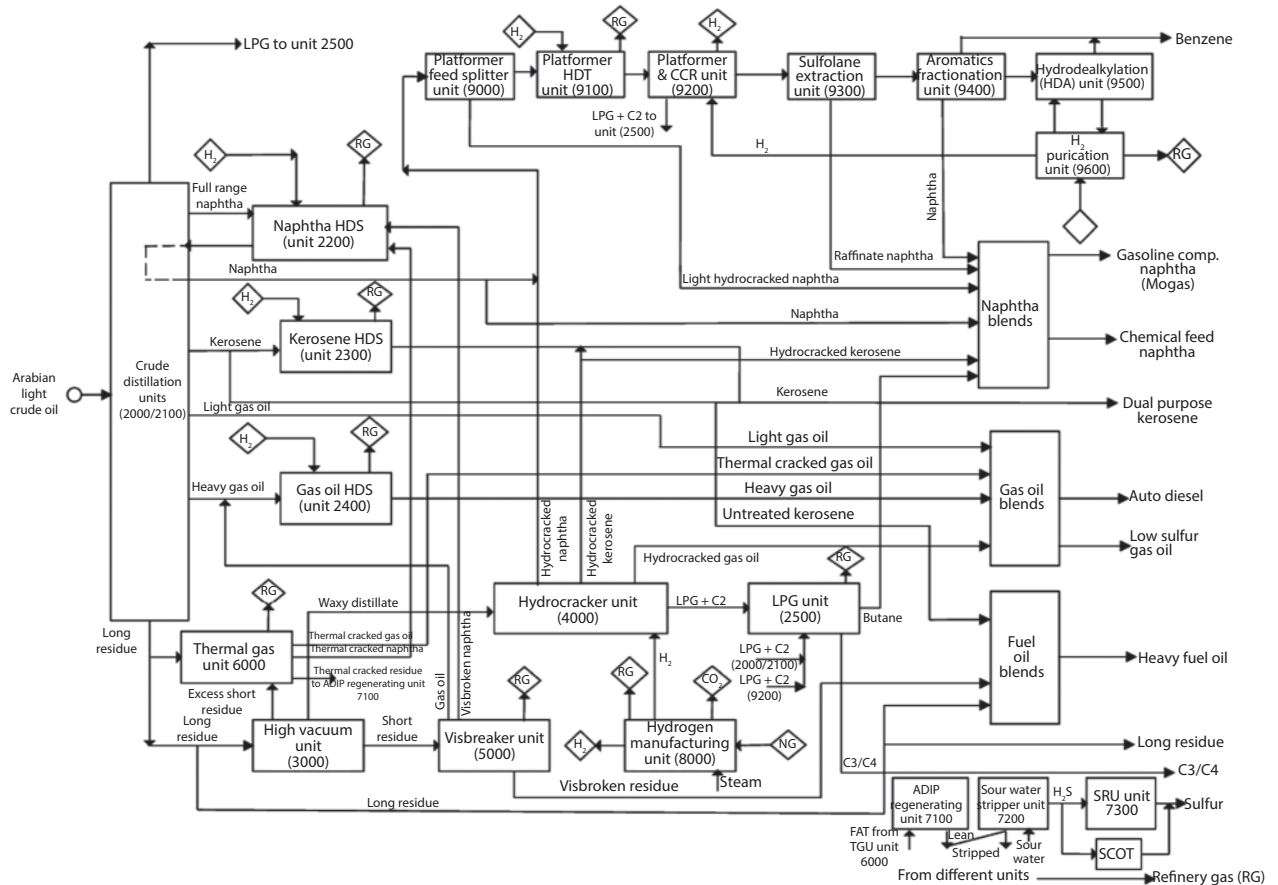 LPG to unit 2500
H2
RG
H2
Platformer
feed splitter
unit (9000)
Platformer
HDT
unit (9100)
Platformer
& CCR unit
(9200)
Sulfolane
extraction
unit (9300)
Aromatics
fractionation
unit (9400)
Hydrodealkylation
(HDA) unit (9500)
Benzene
LPG + C2 to
unit (2500)
H2
H2
purication
unit (9600)
RG
H2
RG
Full range
naphtha
Naphtha HDS
(unit 2200)
Naphtha
Naphtha
Raffinate naphtha
Light hydrocracked naphtha
Naphtha
Naphtha
blends
Gasoline comp.
naphtha
(Mogas)
Chemical feed
naphtha
H2
RG
Kerosene
Kerosene HDS
(unit 2300)
Hydrocracked kerosene
Kerosene
Dual purpose
kerosene
Arabian
light
crude oil
Crude
distillation
units
(2000/2100)
Light gas oil
H2
RG
Light gas oil
Thermal cracked gas oil
Heavy gas oil
Gas oil HDS
(unit 2400)
Heavy gas oil
Untreated kerosene
Gas oil
blends
Auto diesel
Low sulfur
gas oil
Hydrocracked
naphtha
Hydrocracked
kerosene
Hydrocracked gas oil
RG
RG
Waxy distillate
Hydrocracker unit
(4000)
LPG + C2
LPG unit
(2500)
Butane
Long
residue
Thermal gas
unit 6000
Thermal cracked gas oil
Thermal cracked naphtha
Thermal cracked residue
to ADIP regenerating unit
7100
Gas oil
Visbroken naphtha
H2
LPG + C2
(2000/2100)
LPG + C2
(9200)
Fuel
oil
blends
Heavy fuel oil
Excess short
residue
RG
RG
CO2
Long
residue
High vacuum
unit
(3000)
Short
residue
Visbreaker unit
(5000)
H2
Hydrogen
manufacturing
unit (8000)
NG
Steam
Visbroken residue
Long residue
C3/C4
Long residue
C3/C4
ADIP
regenerating
unit 7100
Sour water
stripper unit
7200
H2S
SRU unit
7300
Sulfur
FAT from
TGU unit
6000
Lean
Stripped
Sour
water
SCOT
From different units
Refinery gas (RG)